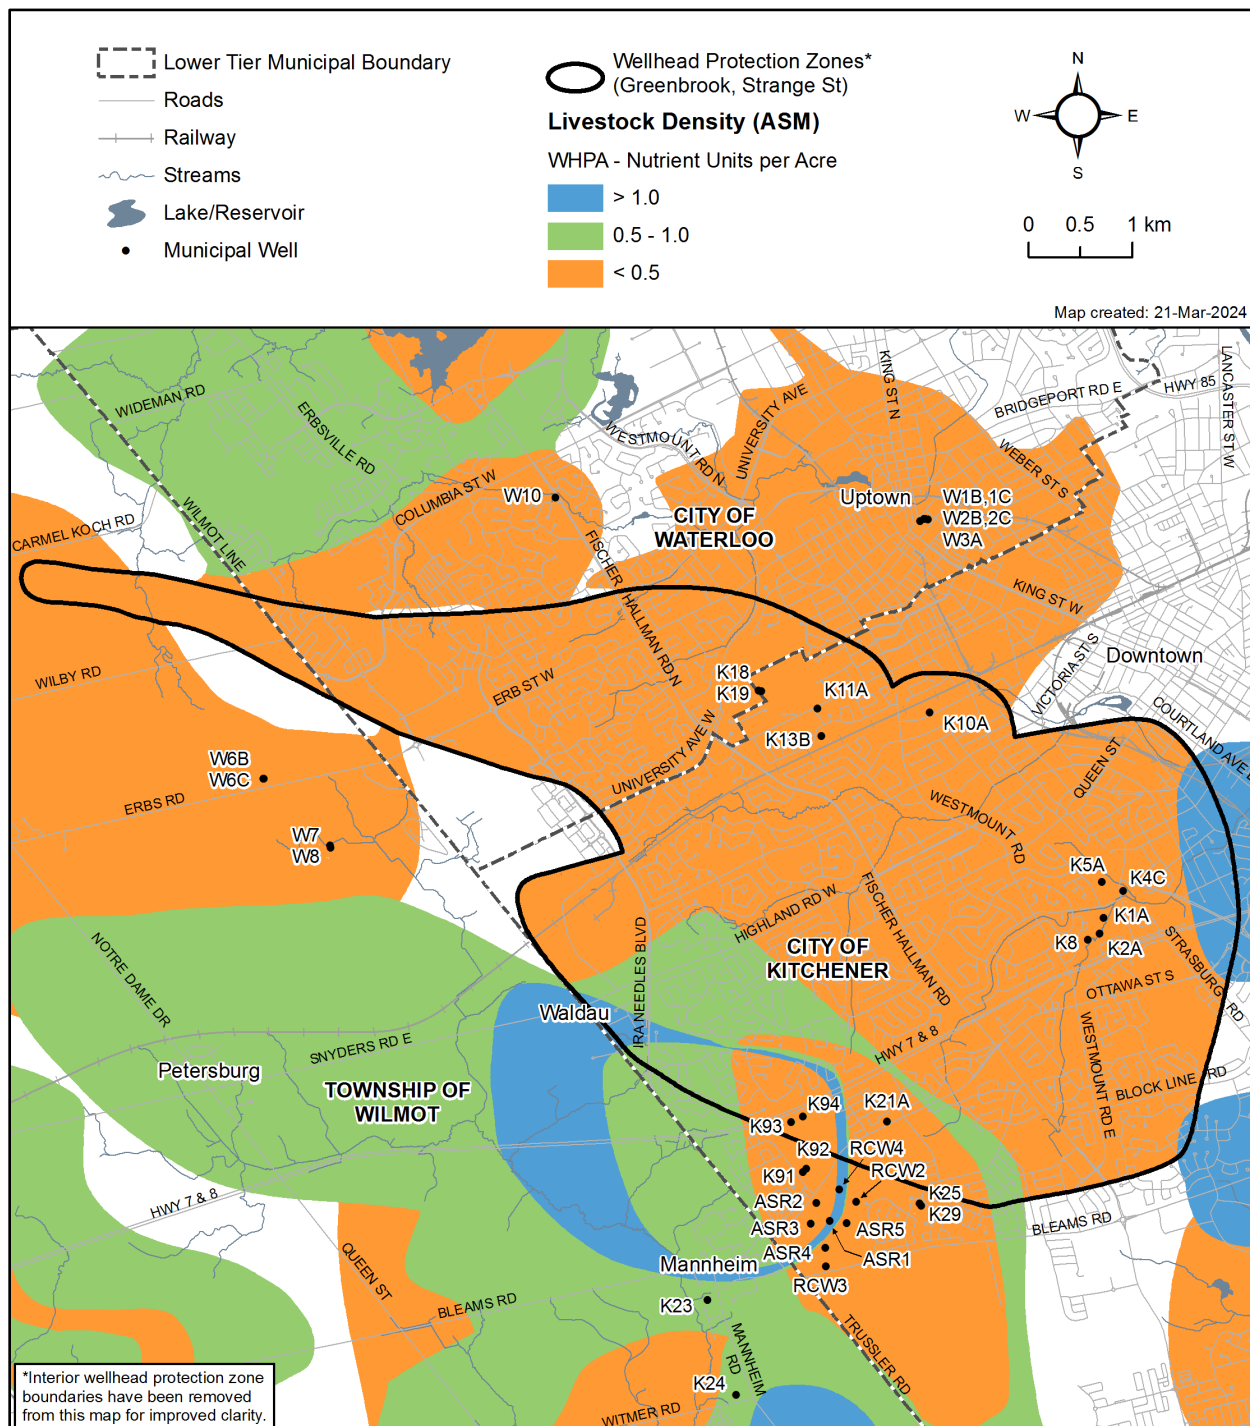 Lower Tier Municipal Boundary
Roads
Railway
Streams
Lake/Reservoir
Municipal Well
Wellhead Protection Zones*
(Greenbrook, Strange St)
Livestock Density (ASM)
WHPA - Nutrient Units per Acre
> 1.0
0.5 - 1.0
< 0.5
N
W
E
S
0 0.5 1 km
Map created: 21-Mar-2024
WIDEMAN RD
ERBSVILLE RD
WESTMOUNT RD N
UNIVERSITY AVE
KING ST N
BRIDGEPORT RD E
HWY 85
LANCASTER ST W
WEBER ST S
COLUMBIA ST W
W10
Uptown
W1B,1C
W2B,2C
W3A
CITY OF
WATERLOO
CARMEL KOCH RD
WILMOT LINE
FISCHER HALLMAN RD N
KING ST W
VICTORIA ST S
Downtown
WILBY RD
ERB ST W
K18
K19
K11A
K10A
K13B
UNIVERSITY AVE W
COURTLAND AVE E
QUEEN ST
W6B
W6C
ERBS RD
W7
W8
WESTMOUNT RD
K5A
K4C
K1A
K2A
K8
HIGHLAND RD W
FISCHER HALLMAN RD
CITY OF
KITCHENER
STRASBURG RD
OTTAWA ST S
NOTRE DAME DR
IRA NEEDLES BLVD
Waldau
SNYDERS RD E
HWY 7 & 8
Petersburg
TOWNSHIP OF
WILMOT
WESTMOUNT RD E
BLOCK LINE RD
K94
K93
K21A
K92
RCW4
K91
RCW2
ASR2
K25
K29
ASR3
ASR5
ASR4
ASR1
RCW3
HWY 7 & 8
BLEAMS RD
QUEEN ST
Mannheim
BLEAMS RD
K23
MANNHEIM
RD
TRUSSLER RD
K24
WITMER RD
*Interior wellhead protection zone
boundaries have been removed
from this map for improved clarity.